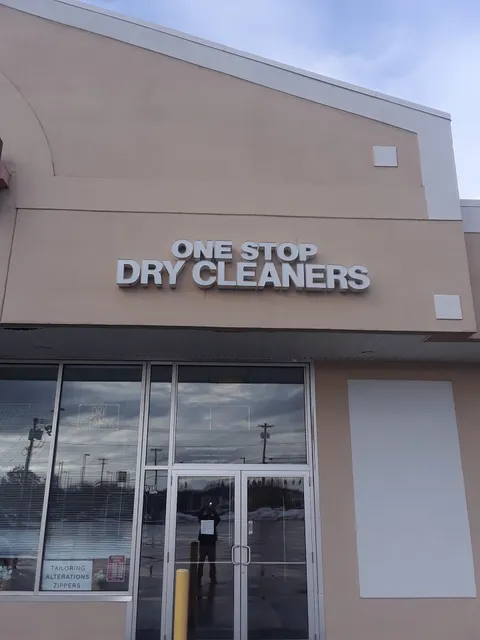 ONE STOP
DRY CLEANERS
TAILORING
ALTERATIONS
ZIPPERS